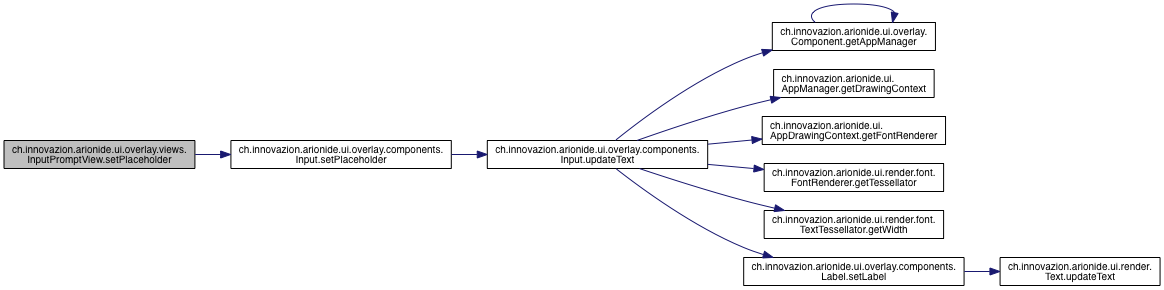 ch.innovazion.arionide.ui.overlay.views.
InputPromptView.setPlaceholder
ch.innovazion.arionide.ui.overlay.components.
Input.setPlaceholder
ch.innovazion.arionide.ui.overlay.components.
Input.updateText
ch.innovazion.arionide.ui.overlay.
Component.getAppManager
ch.innovazion.arionide.ui.
AppManager.getDrawingContext
ch.innovazion.arionide.ui.
AppDrawingContext.getFontRenderer
ch.innovazion.arionide.ui.render.font.
FontRenderer.getTessellator
ch.innovazion.arionide.ui.render.font.
TextTessellator.getWidth
ch.innovazion.arionide.ui.overlay.components.
Label.setLabel
ch.innovazion.arionide.ui.render.
Text.updateText